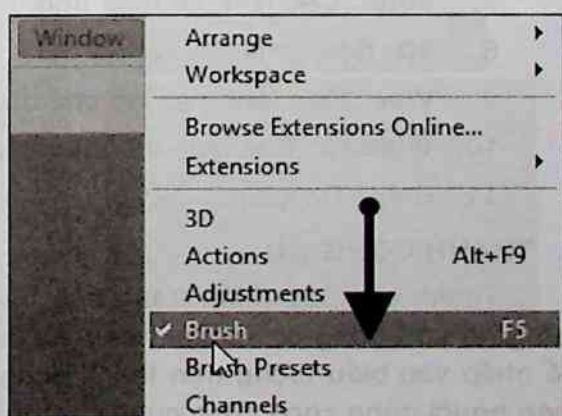 Window
Arrange
Workspace
Browse Extensions Online...
Extensions
3D
Actions Alt+F9
Adjustments
Brush F5
Brush Presets
Channels